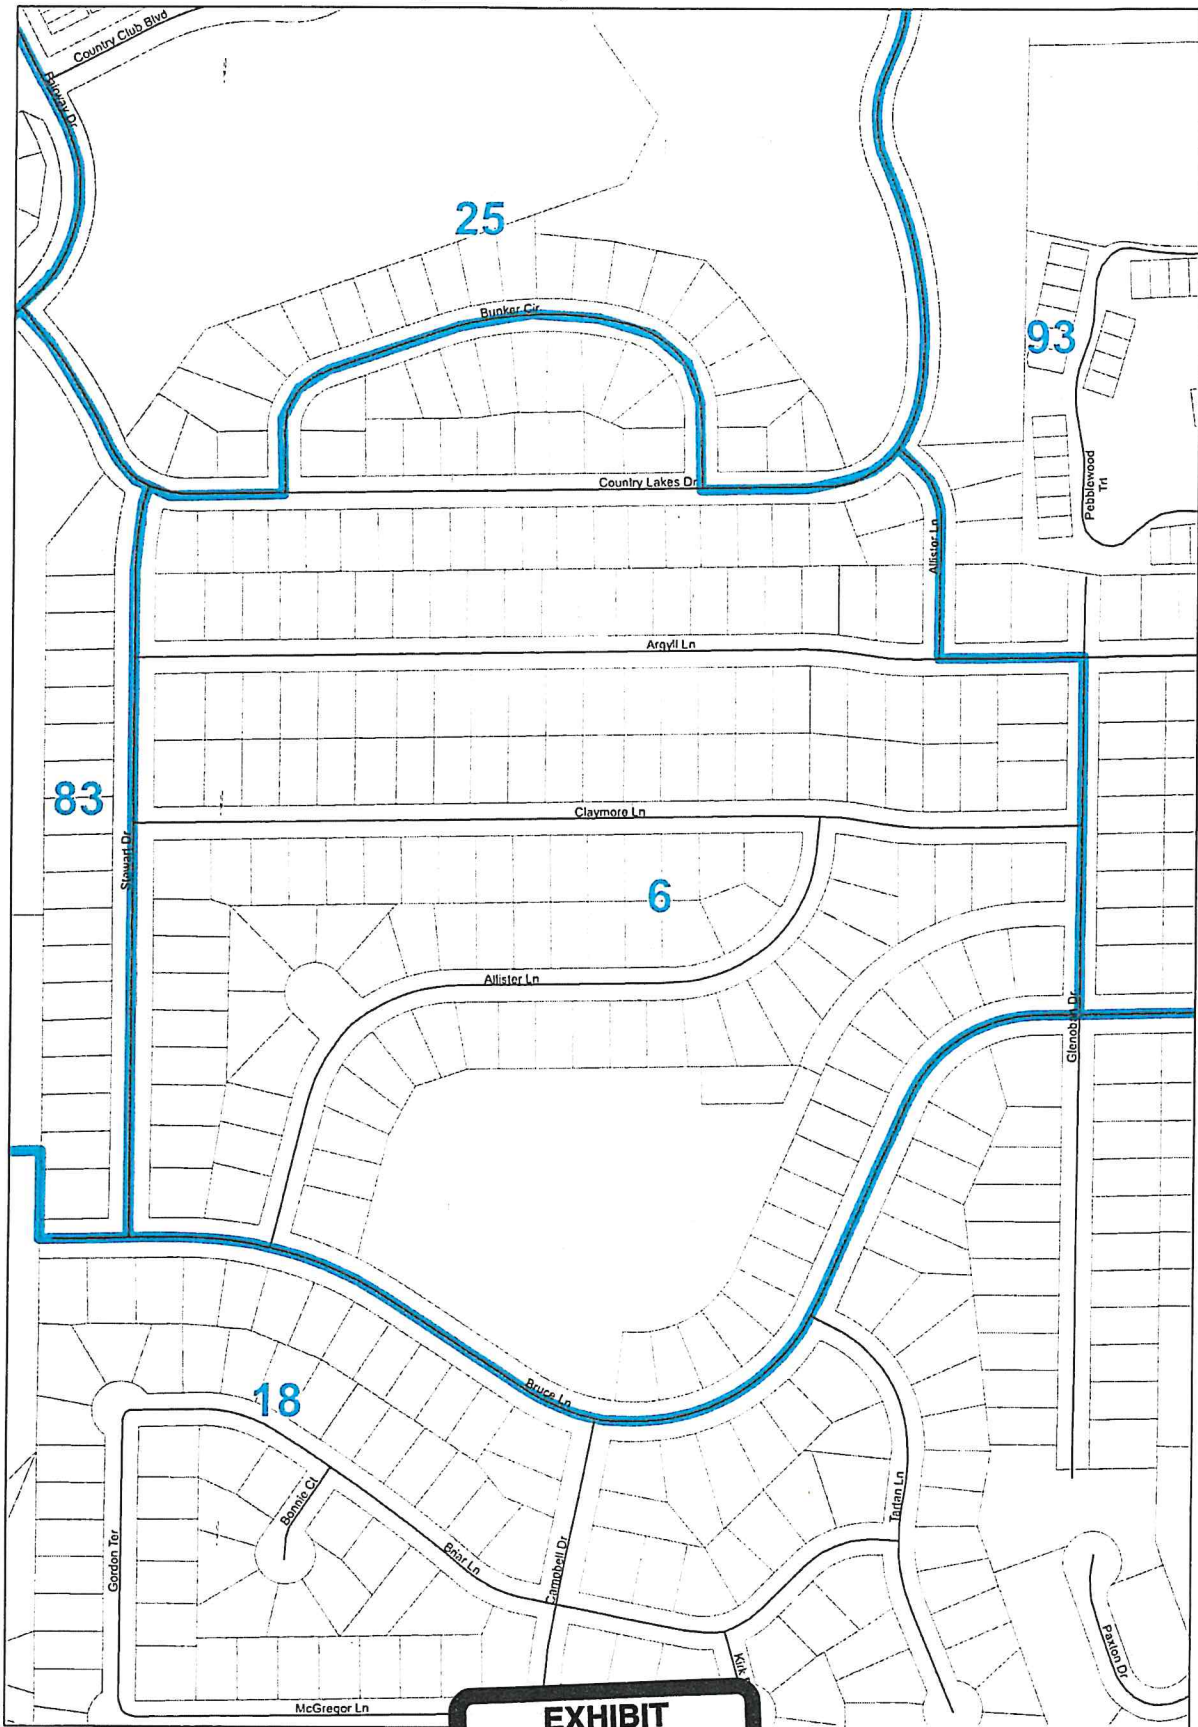 Country Club Blvd
Fairway Dr
25
Bunker Cir
93
Country Lakes Dr
Pebblewood
Trl
Allister Ln
Argyll Ln
83
Claymore Ln
Stewart Dr
6
Allister Ln
Glenoban Dr
Bruce Ln
18
Bonnie Ct
Tartan Ln
Gordon Ter
Briar Ln
Campbell Dr
Kirk
Paxton Dr
McGregor Ln
EXHIBIT